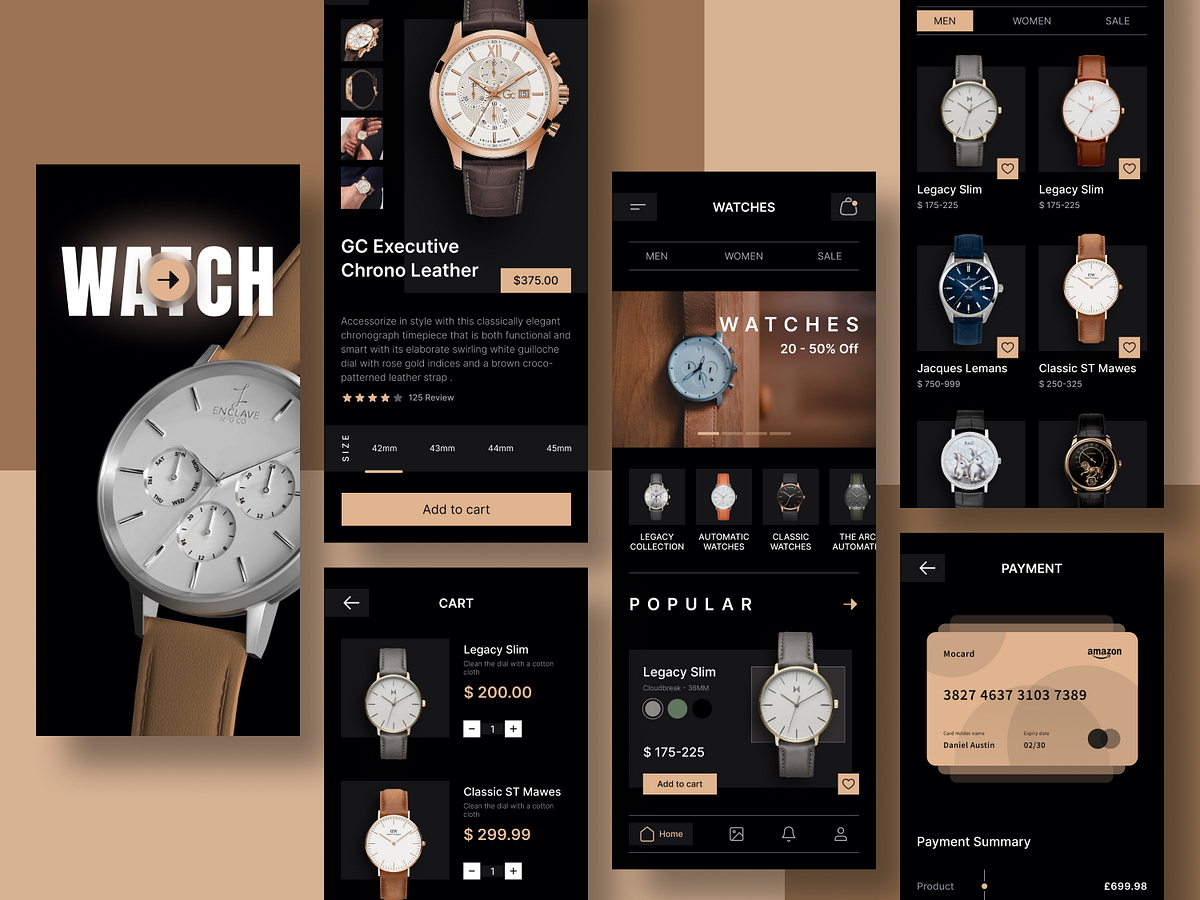 WATCH
ENCLAVE
GC Executive
Chrono Leather
$375.00
Accessorize in style with this classically elegant
chronograph timepiece that is both functional and
smart with its elaborate swirling white guilloche
dial with rose gold indices and a brown croco-
patterned leather strap .
125 Review
SIZE
42mm
43mm
44mm
45mm
Add to cart
CART
Legacy Slim
Clean the dial with a cotton
cloth
$ 200.00
1
Classic ST Mawes
Clean the dial with a cotton
cloth
$ 299.99
1
WATCHES
MEN
WOMEN
SALE
WATCHES
20 - 50% Off
LEGACY
COLLECTION
AUTOMATIC
WATCHES
CLASSIC
WATCHES
THE ARC
AUTOMAT
POPULAR
Legacy Slim
Cloudbreak - 36MM
$ 175-225
Add to cart
Home
MEN
WOMEN
SALE
Legacy Slim
$ 175-225
Legacy Slim
$ 175-225
Jacques Lemans
$ 750-999
Classic ST Mawes
$ 250-325
PAYMENT
Mocard
amazon
3827 4637 3103 7389
Card Holder name
Daniel Austin
Expiry date
02/30
Payment Summary
Product
£699.98